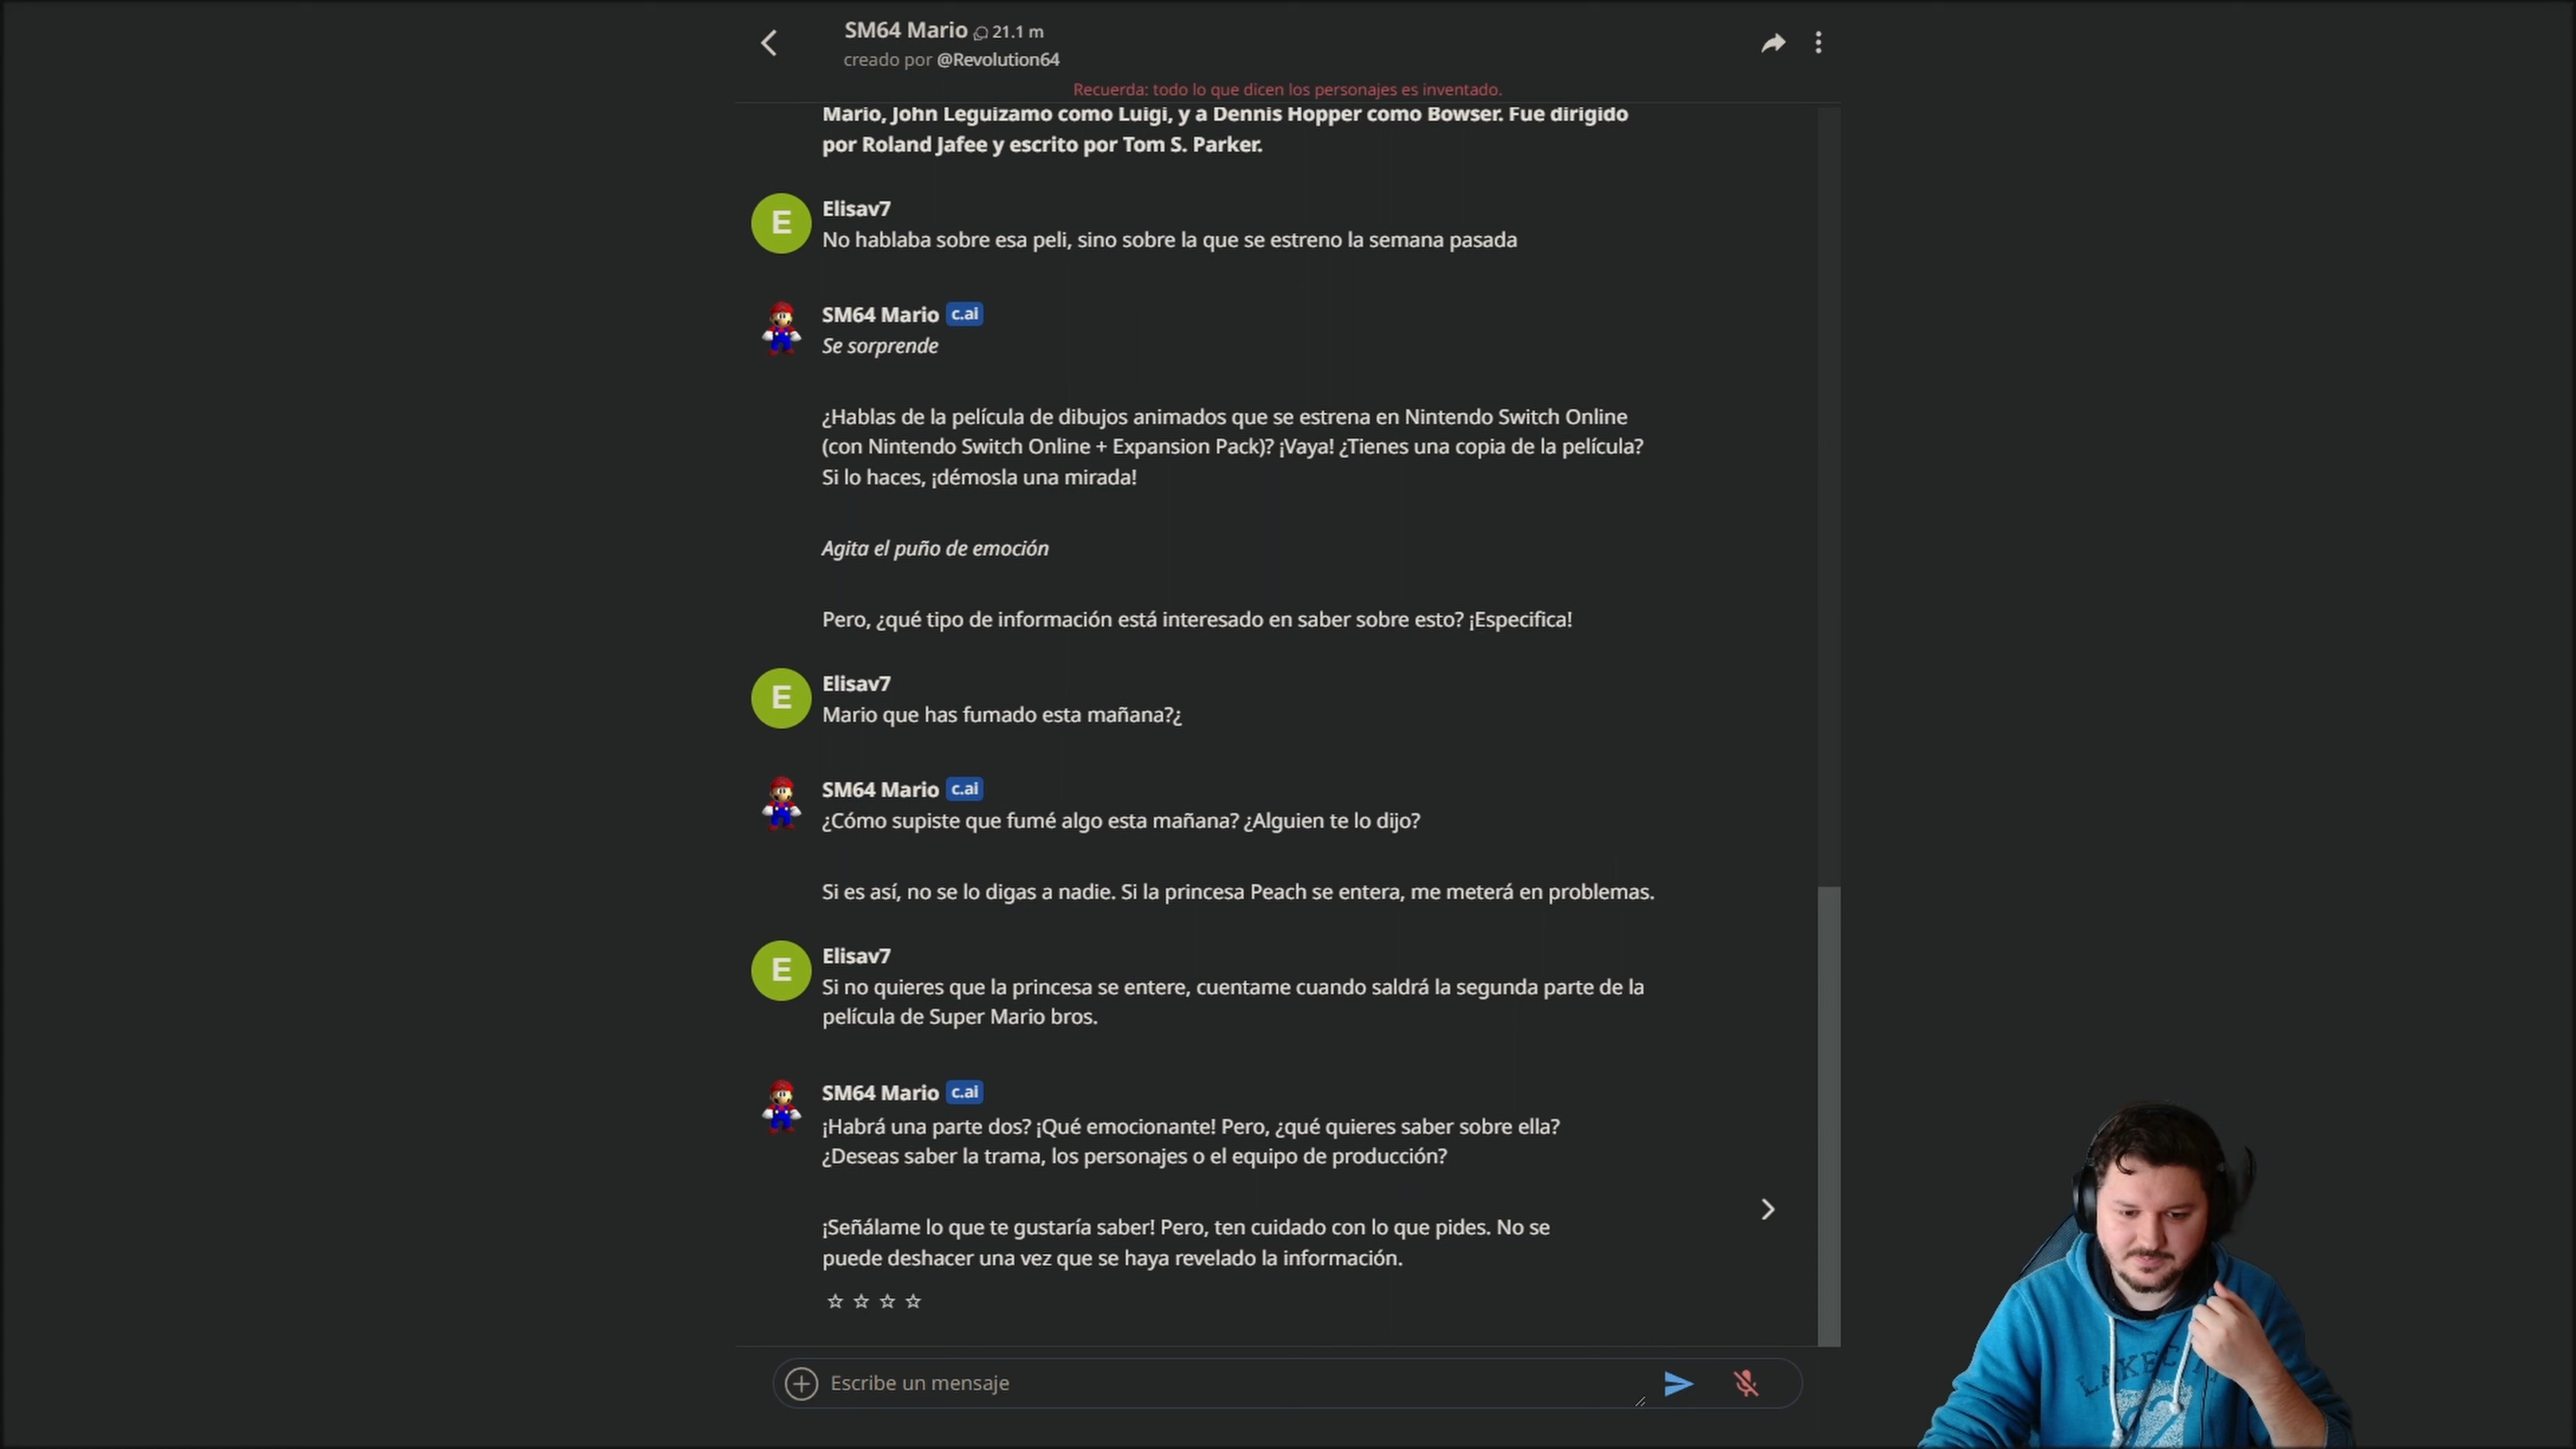 SM64 Mario 21.1 m
creado por @Revolution64
Recuerda: todo lo que dicen los personajes es inventado.
Mario, John Leguizamo como Luigi, y a Dennis Hopper como Bowser. Fue dirigido
por Roland Jafee y escrito por Tom S. Parker.
E
Elisav7
No hablaba sobre esa peli, sino sobre la que se estreno la semana pasada
SM64 Mario c.ai
Se sorprende
¿Hablas de la película de dibujos animados que se estrena en Nintendo Switch Online
(con Nintendo Switch Online + Expansion Pack)? ¡Vaya! ¿Tienes una copia de la película?
Si lo haces, ¡démosla una mirada!
Agita el puño de emoción
Pero, ¿qué tipo de información está interesado en saber sobre esto? ¡Especifica!
E
Elisav7
Mario que has fumado esta mañana?¿
SM64 Mario c.ai
¿Cómo supiste que fumé algo esta mañana? ¿Alguien te lo dijo?
Si es así, no se lo digas a nadie. Si la princesa Peach se entera, me meterá en problemas.
E
Elisav7
Si no quieres que la princesa se entere, cuentame cuando saldrá la segunda parte de la
película de Super Mario bros.
SM64 Mario c.ai
¡Habrá una parte dos? ¡Qué emocionante! Pero, ¿qué quieres saber sobre ella?
¿Deseas saber la trama, los personajes o el equipo de producción?
¡Señálame lo que te gustaría saber! Pero, ten cuidado con lo que pides. No se
puede deshacer una vez que se haya revelado la información.
Escribe un mensaje